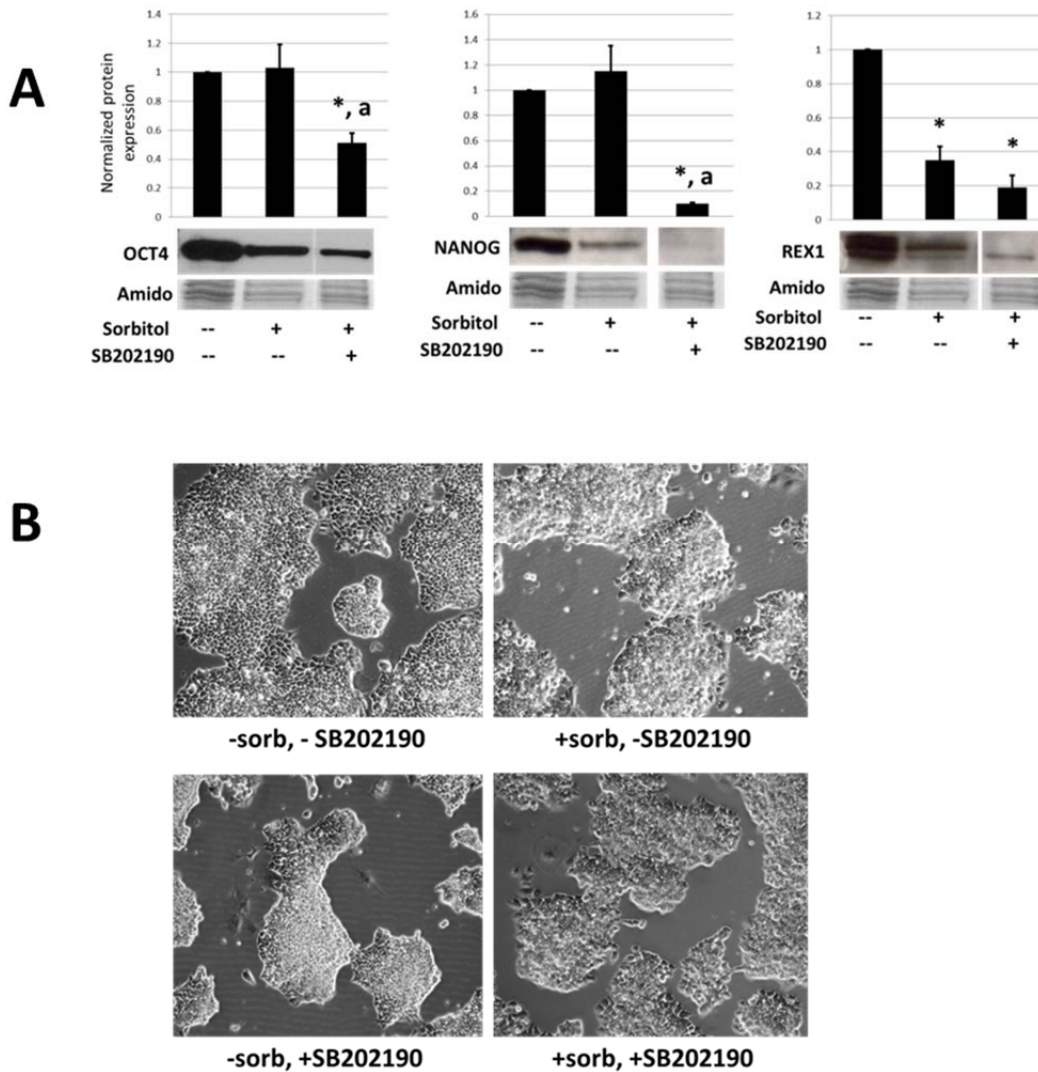 A
Normalized protein
expression
1.4
1.2
1
0.8
0.6
0.4
0.2
0
*, a
OCT4
Amido
Sorbitol -- + +
SB202190 -- -- +
1.6
1.4
1.2
1
0.8
0.6
0.4
0.2
0
*, a
NANOG
Amido
Sorbitol -- + +
SB202190 -- -- +
1.2
1
0.8
0.6
0.4
0.2
0
*
*
REX1
Amido
Sorbitol -- + +
SB202190 -- -- +
B
-sorb, - SB202190
+sorb, -SB202190
-sorb, +SB202190
+sorb, +SB202190